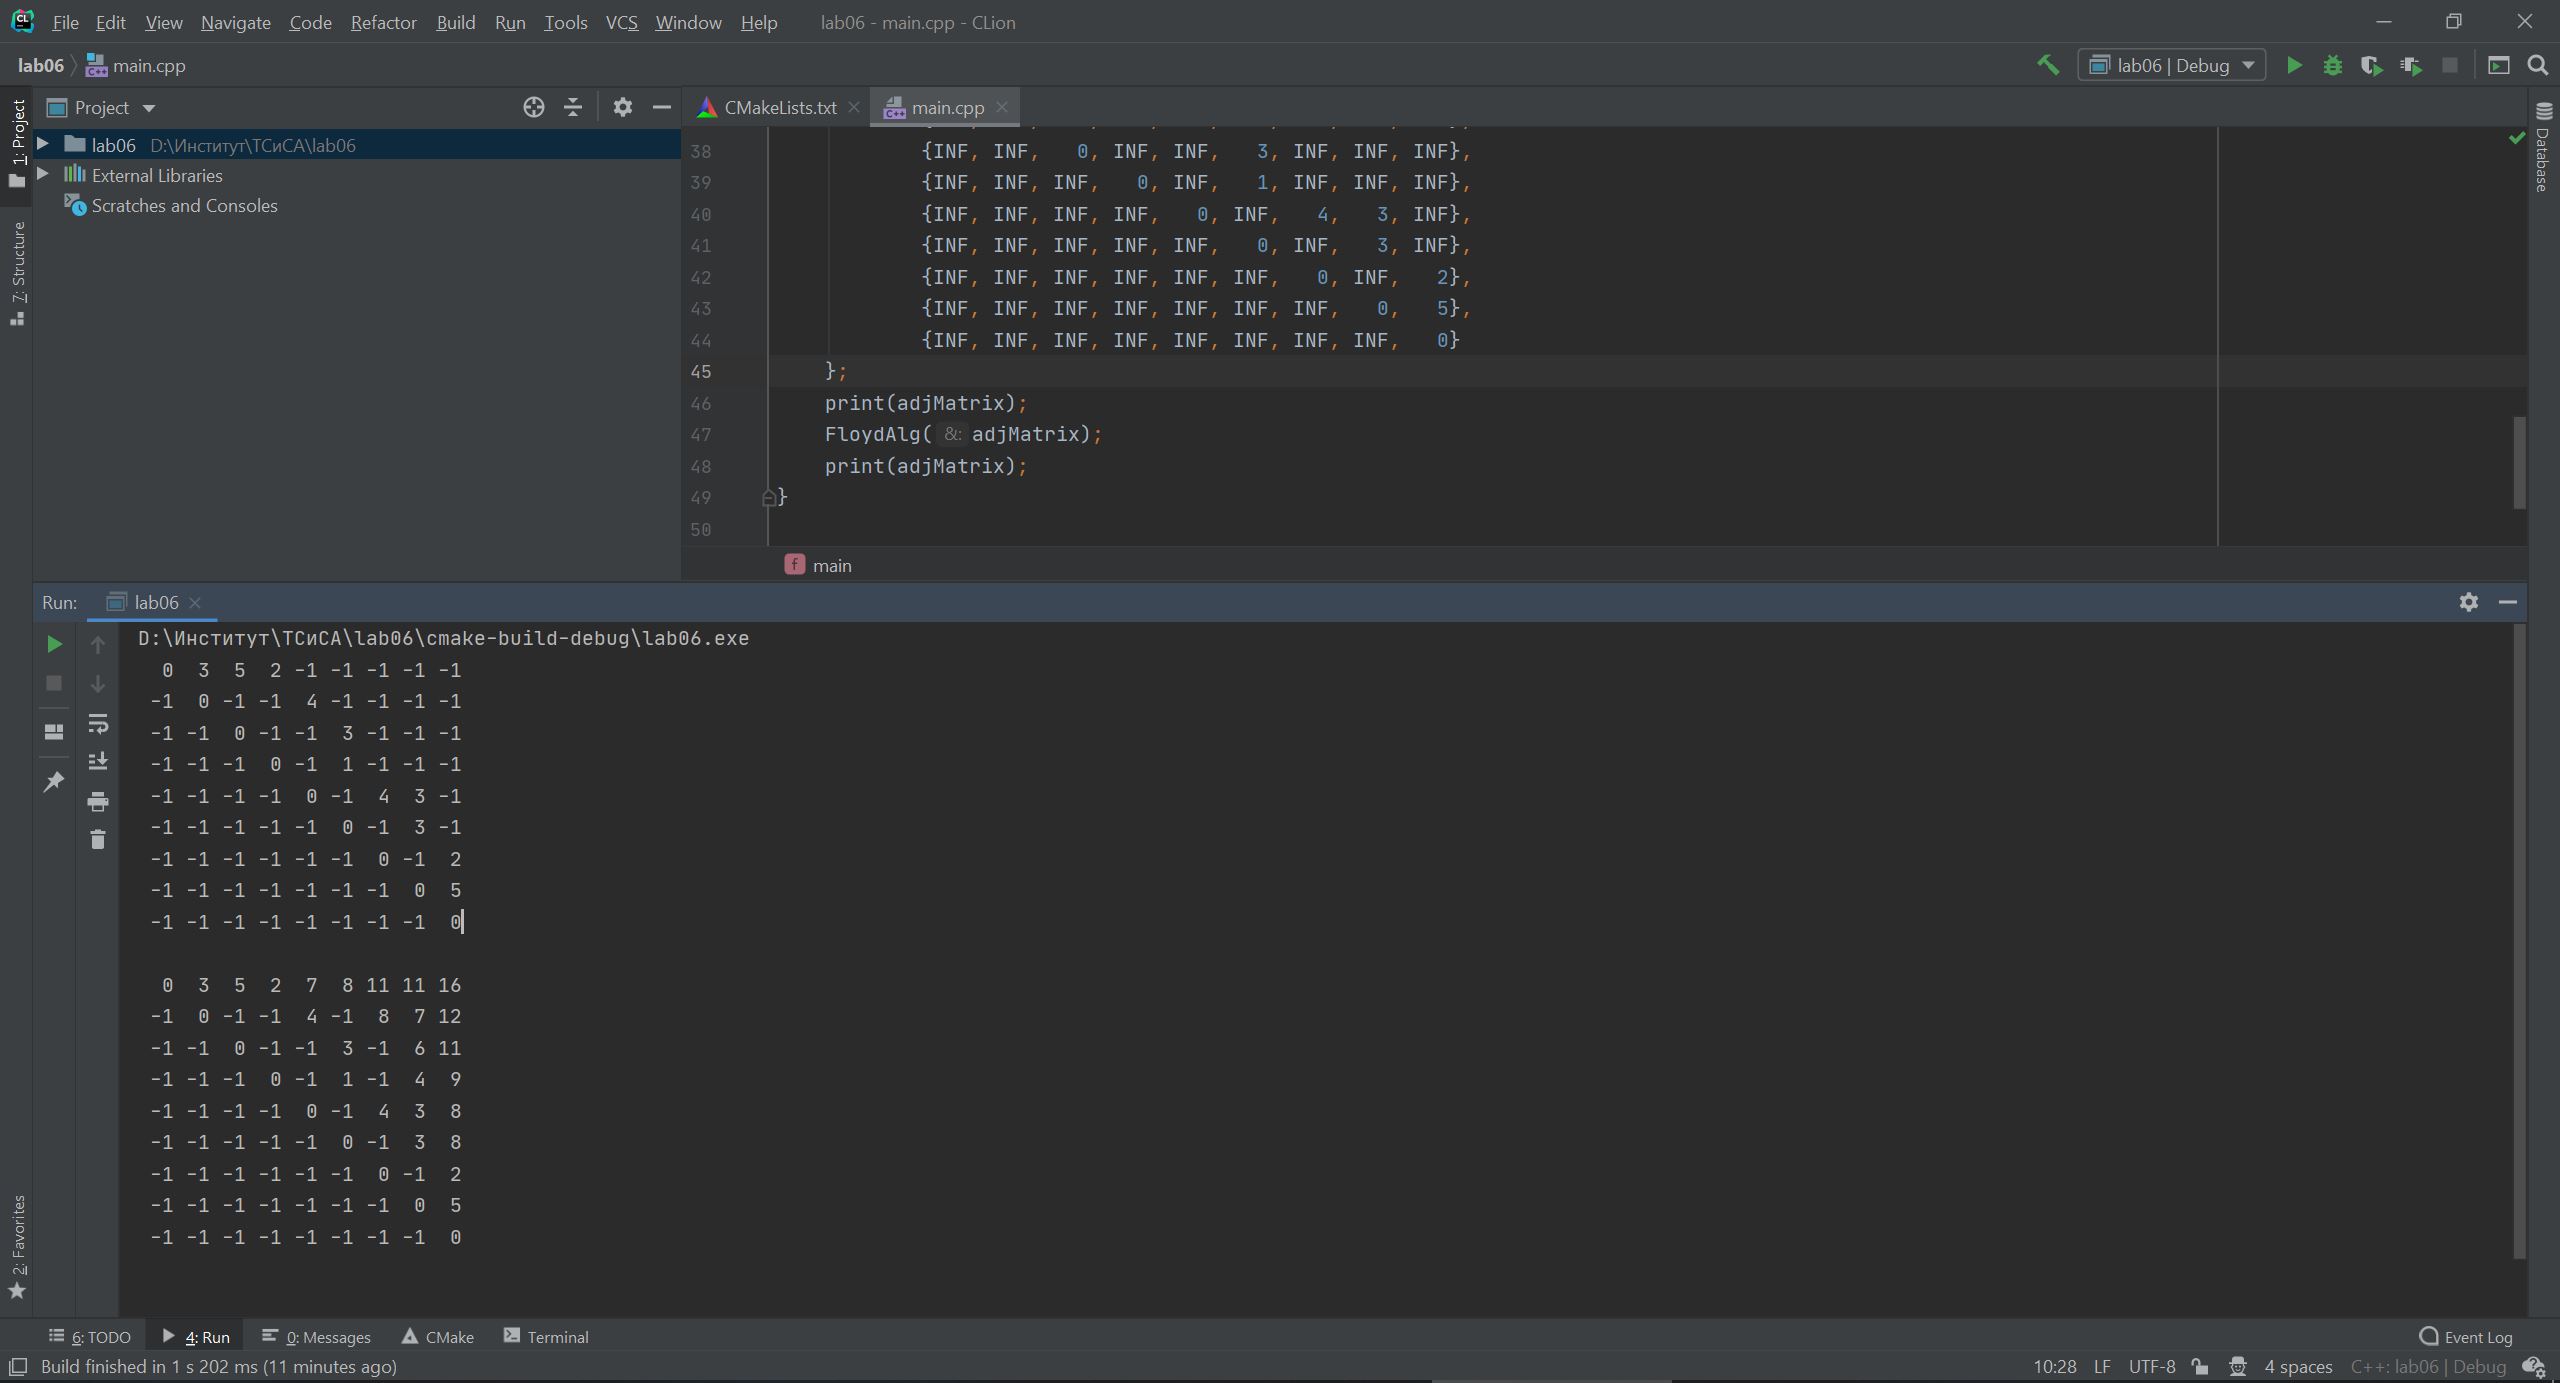 File Edit View Navigate Code Refactor Build Run Tools VCS Window Help lab06 - main.cpp - CLion
lab06 main.cpp lab06 | Debug
1: Project
7: Structure
2: Favorites
Database
Project
lab06 D:\Институт\ТСиСА\lab06
External Libraries
Scratches and Consoles
CMakeLists.txt main.cpp
38 {INF, INF, 0, INF, INF, 3, INF, INF, INF},
39 {INF, INF, INF, 0, INF, 1, INF, INF, INF},
40 {INF, INF, INF, INF, 0, INF, 4, 3, INF},
41 {INF, INF, INF, INF, INF, 0, INF, 3, INF},
42 {INF, INF, INF, INF, INF, INF, 0, INF, 2},
43 {INF, INF, INF, INF, INF, INF, INF, 0, 5},
44 {INF, INF, INF, INF, INF, INF, INF, INF, 0}
45 };
46 print(adjMatrix);
47 FloydAlg( &: adjMatrix);
48 print(adjMatrix);
49 }
50
f main
Run: lab06
D:\Институт\ТСиСА\lab06\cmake-build-debug\lab06.exe
0 3 5 2 -1 -1 -1 -1 -1
-1 0 -1 -1 4 -1 -1 -1 -1
-1 -1 0 -1 -1 3 -1 -1 -1
-1 -1 -1 0 -1 1 -1 -1 -1
-1 -1 -1 -1 0 -1 4 3 -1
-1 -1 -1 -1 -1 0 -1 3 -1
-1 -1 -1 -1 -1 -1 0 -1 2
-1 -1 -1 -1 -1 -1 -1 0 5
-1 -1 -1 -1 -1 -1 -1 -1 0
0 3 5 2 7 8 11 11 16
-1 0 -1 -1 4 -1 8 7 12
-1 -1 0 -1 -1 3 -1 6 11
-1 -1 -1 0 -1 1 -1 4 9
-1 -1 -1 -1 0 -1 4 3 8
-1 -1 -1 -1 -1 0 -1 3 8
-1 -1 -1 -1 -1 -1 0 -1 2
-1 -1 -1 -1 -1 -1 -1 0 5
-1 -1 -1 -1 -1 -1 -1 -1 0
6: TODO 4: Run 0: Messages CMake Terminal Event Log
Build finished in 1 s 202 ms (11 minutes ago) 10:28 LF UTF-8 4 spaces C++: lab06 | Debug